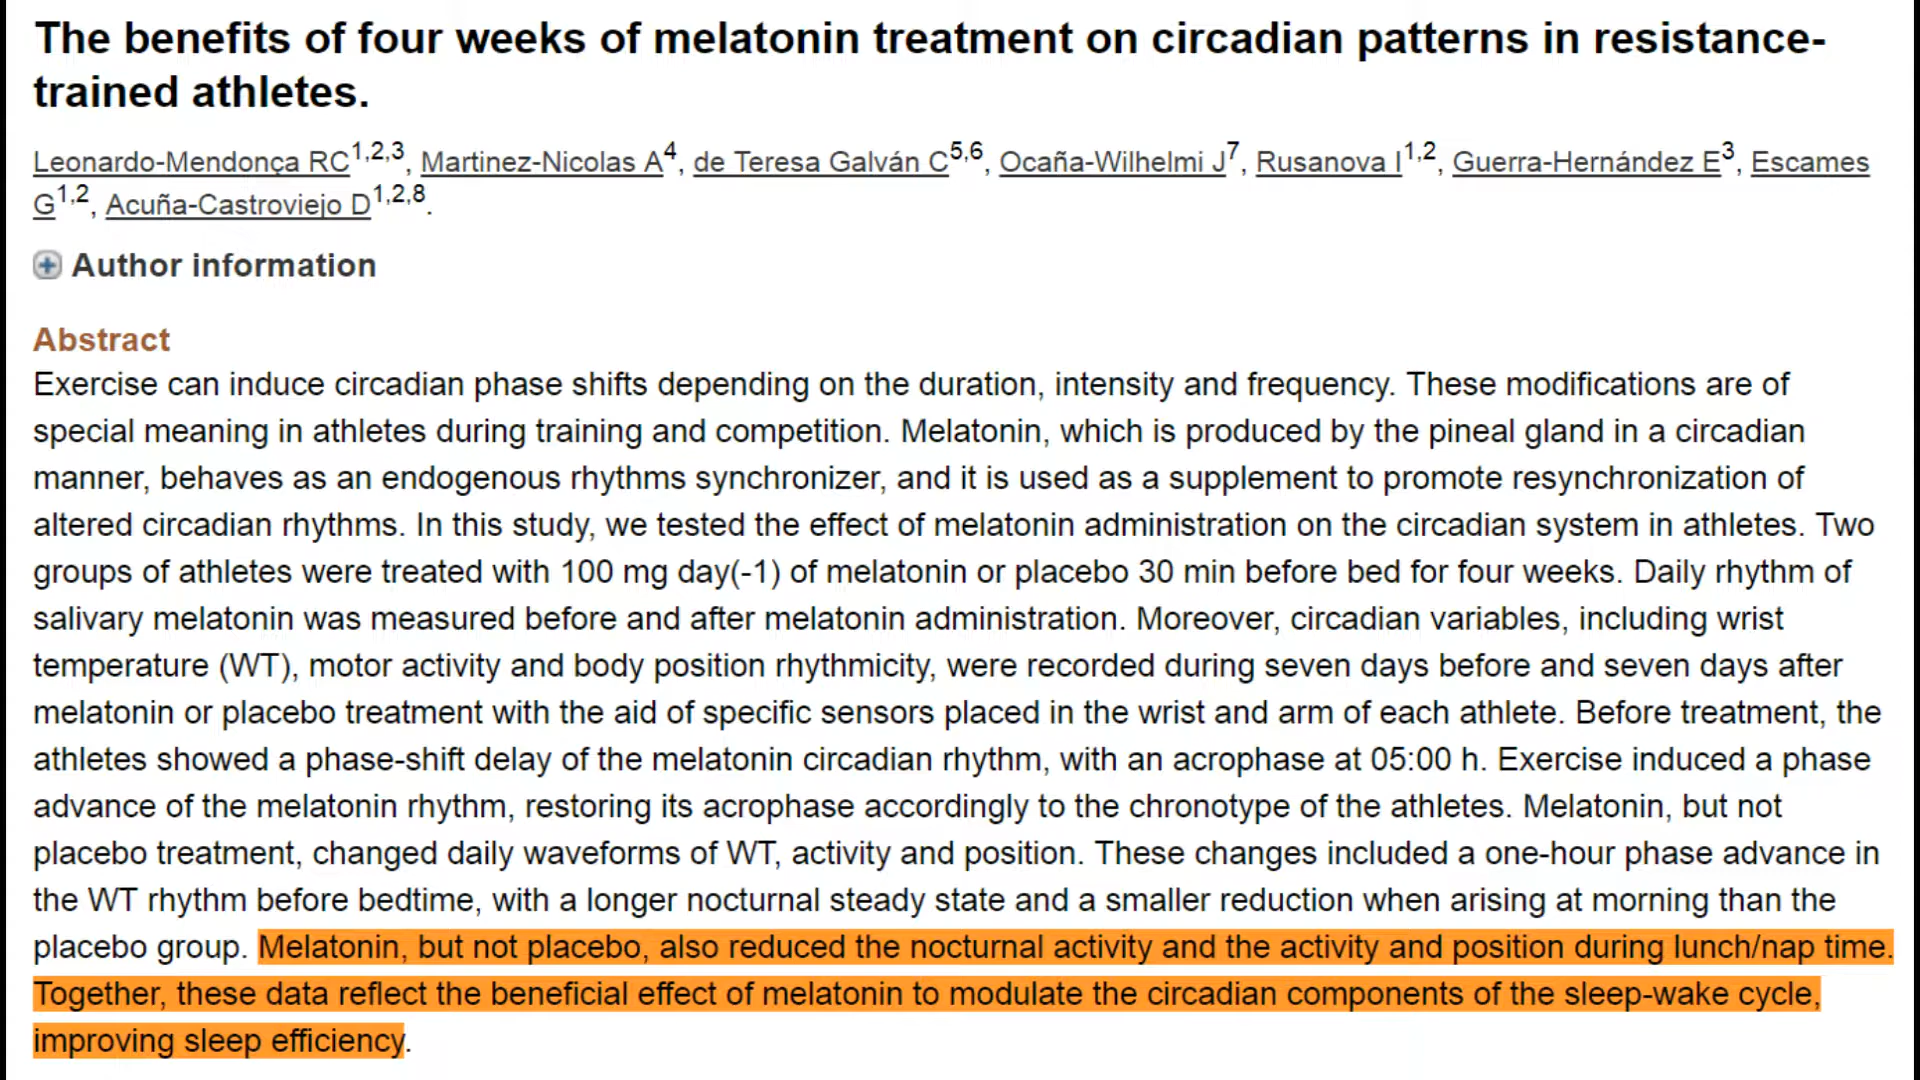 The benefits of four weeks of melatonin treatment on circadian patterns in resistance-
trained athletes.
Leonardo-Mendonça RC1,2,3, Martinez-Nicolas A4, de Teresa Galván C5,6, Ocaña-Wilhelmi J7, Rusanova I1,2, Guerra-Hernández E3, Escames
G1,2, Acuña-Castroviejo D1,2,8.
Author information
Abstract
Exercise can induce circadian phase shifts depending on the duration, intensity and frequency. These modifications are of
special meaning in athletes during training and competition. Melatonin, which is produced by the pineal gland in a circadian
manner, behaves as an endogenous rhythms synchronizer, and it is used as a supplement to promote resynchronization of
altered circadian rhythms. In this study, we tested the effect of melatonin administration on the circadian system in athletes. Two
groups of athletes were treated with 100 mg day(-1) of melatonin or placebo 30 min before bed for four weeks. Daily rhythm of
salivary melatonin was measured before and after melatonin administration. Moreover, circadian variables, including wrist
temperature (WT), motor activity and body position rhythmicity, were recorded during seven days before and seven days after
melatonin or placebo treatment with the aid of specific sensors placed in the wrist and arm of each athlete. Before treatment, the
athletes showed a phase-shift delay of the melatonin circadian rhythm, with an acrophase at 05:00 h. Exercise induced a phase
advance of the melatonin rhythm, restoring its acrophase accordingly to the chronotype of the athletes. Melatonin, but not
placebo treatment, changed daily waveforms of WT, activity and position. These changes included a one-hour phase advance in
the WT rhythm before bedtime, with a longer nocturnal steady state and a smaller reduction when arising at morning than the
placebo group. Melatonin, but not placebo, also reduced the nocturnal activity and the activity and position during lunch/nap time.
Together, these data reflect the beneficial effect of melatonin to modulate the circadian components of the sleep-wake cycle,
improving sleep efficiency.